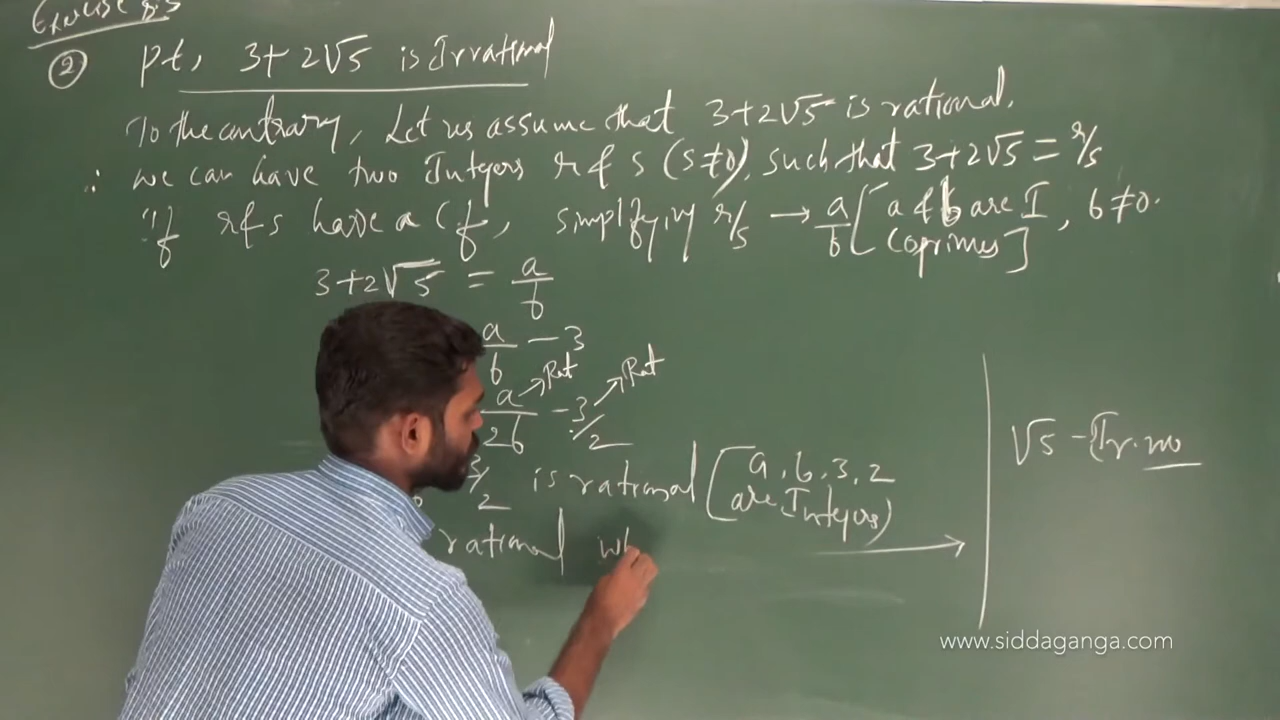 Exercise
② Pt, 3+2√5 is Irrational
To the contrary, Let us assume that 3+2√5 is rational.
∴ we can have two Integers r & s (s≠0), such that 3+2√5 = r/s
If r & s have a Cf, simplifying r/s → a/b [a & b are I, b≠0.
Coprimes]
3+2√5 = a/b
a/b - 3
a/2b → Rat - 3/2 → Rat
3/2 is rational [a, b, 3, 2
are Integers)
rational wh
√5 - Ir. no
www.siddaganga.com